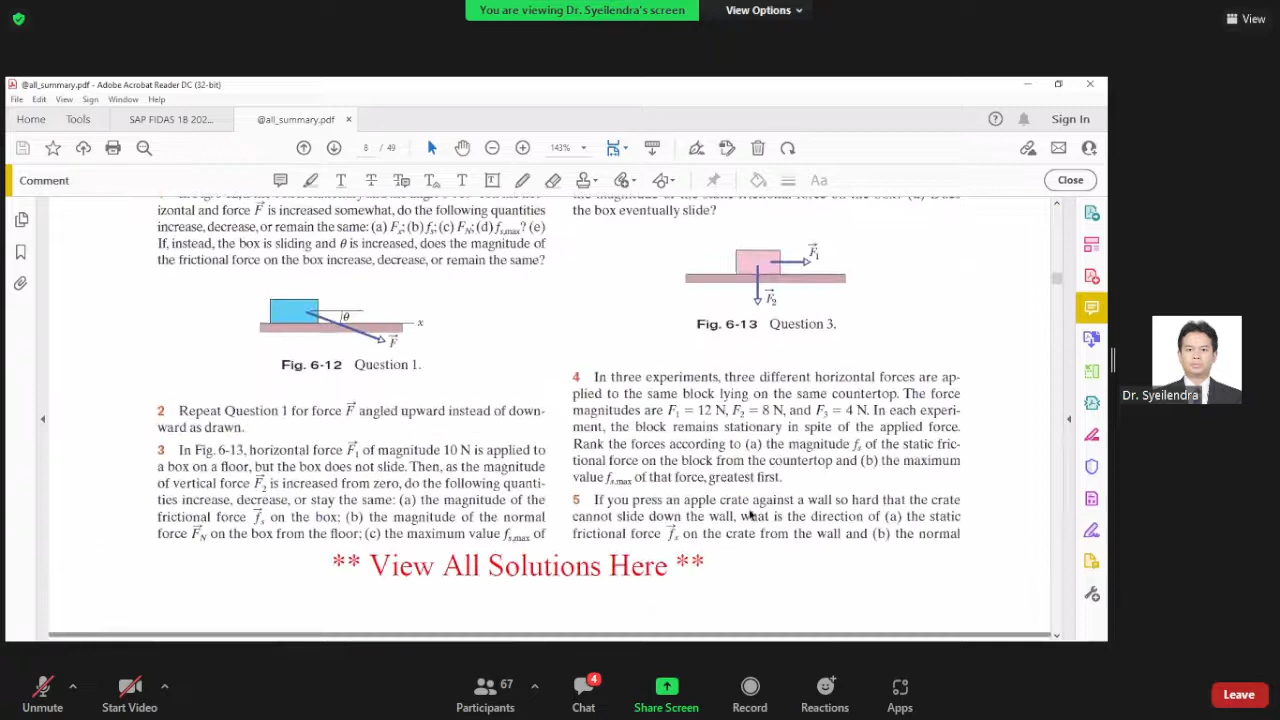 You are viewing Dr. Syeilendra's screen
View Options
View
@all_summary.pdf - Adobe Acrobat Reader DC (32-bit)
File Edit View Sign Window Help
Home Tools SAP FIDAS 1B 202... @all_summary.pdf × Sign In
8 / 49 143%
Comment Close
izontal and force F is increased somewhat, do the following quantities
increase, decrease, or remain the same: (a) Fx; (b) fs; (c) FN; (d) fs,max? (e)
If, instead, the box is sliding and θ is increased, does the magnitude of
the frictional force on the box increase, decrease, or remain the same?
θ
x
F
Fig. 6-12 Question 1.
2 Repeat Question 1 for force F angled upward instead of down-
ward as drawn.
3 In Fig. 6-13, horizontal force F1 of magnitude 10 N is applied to
a box on a floor, but the box does not slide. Then, as the magnitude
of vertical force F2 is increased from zero, do the following quanti-
ties increase, decrease, or stay the same: (a) the magnitude of the
frictional force fs on the box; (b) the magnitude of the normal
force FN on the box from the floor; (c) the maximum value fs,max of
the box eventually slide?
F1
F2
Fig. 6-13 Question 3.
4 In three experiments, three different horizontal forces are ap-
plied to the same block lying on the same countertop. The force
magnitudes are F1 = 12 N, F2 = 8 N, and F3 = 4 N. In each experi-
ment, the block remains stationary in spite of the applied force.
Rank the forces according to (a) the magnitude fs of the static fric-
tional force on the block from the countertop and (b) the maximum
value fs,max of that force, greatest first.
5 If you press an apple crate against a wall so hard that the crate
cannot slide down the wall, what is the direction of (a) the static
frictional force fs on the crate from the wall and (b) the normal
** View All Solutions Here **
Dr. Syeilendra
Unmute Start Video 67 Participants 4 Chat Share Screen Record Reactions Apps Leave